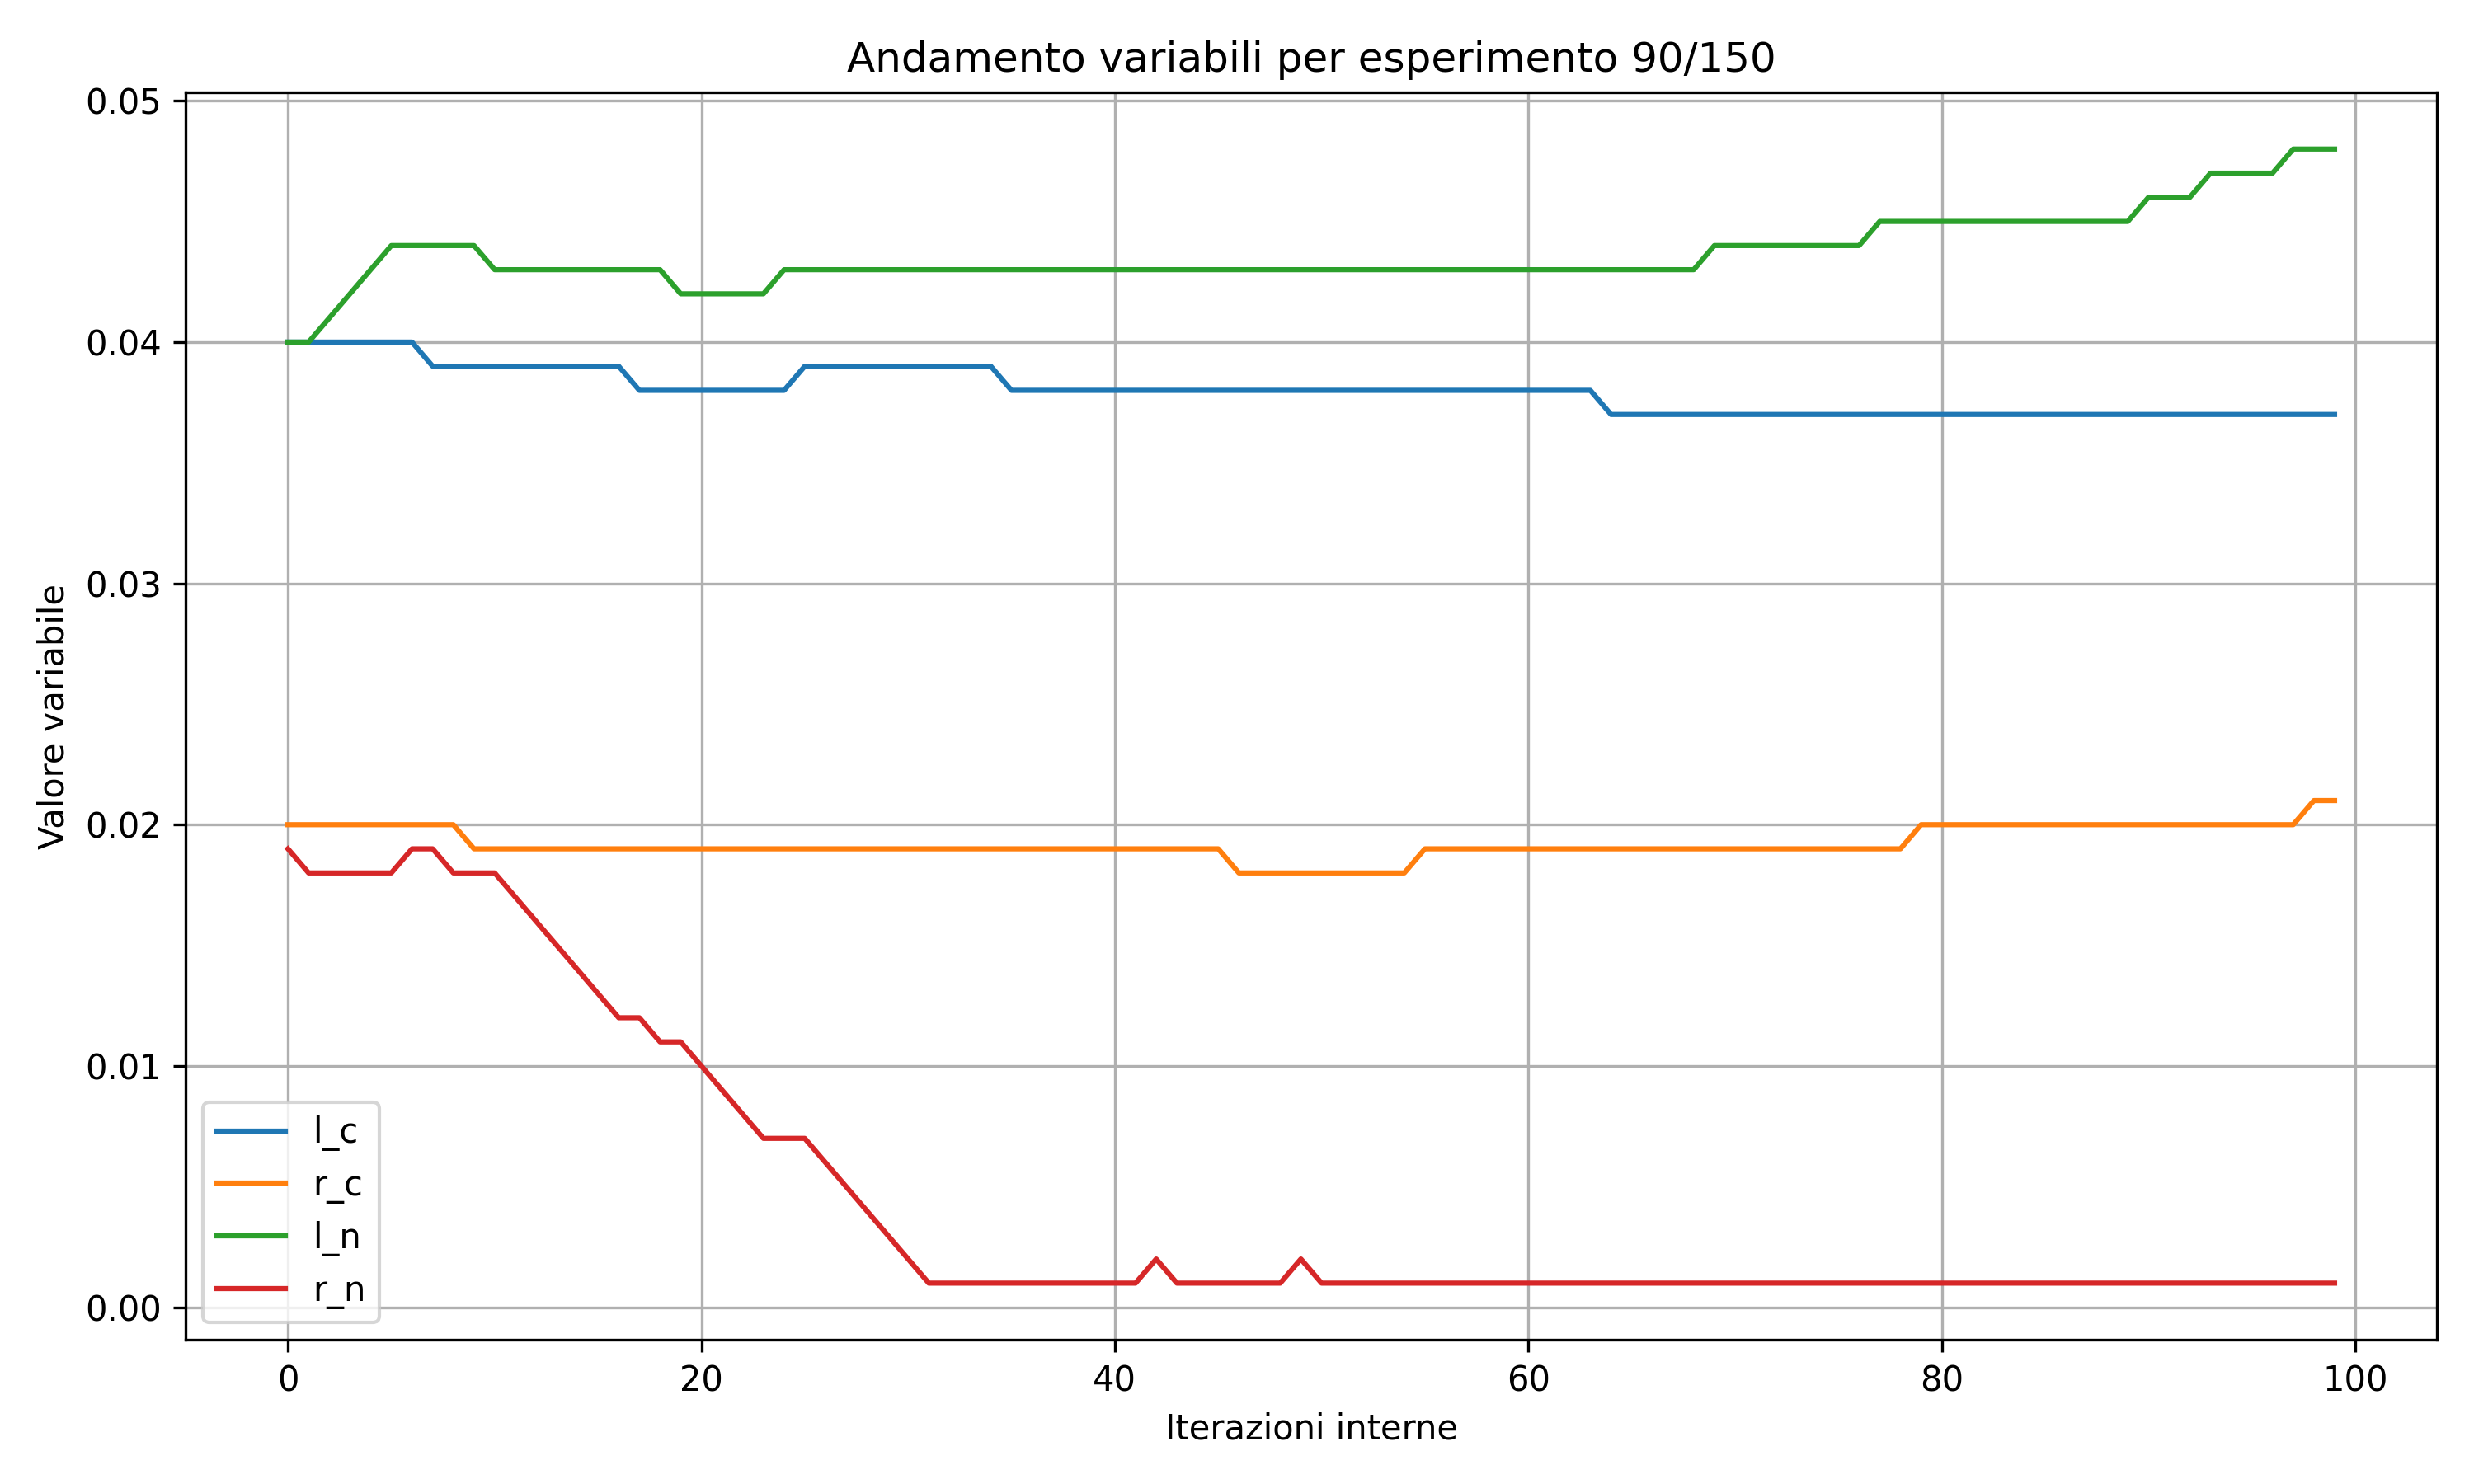 Andamento variabili per esperimento 90/150
Valore variabile
0.05
0.04
0.03
0.02
0.01
0.00
l_c
r_c
l_n
r_n
0 20 40 60 80 100
Iterazioni interne